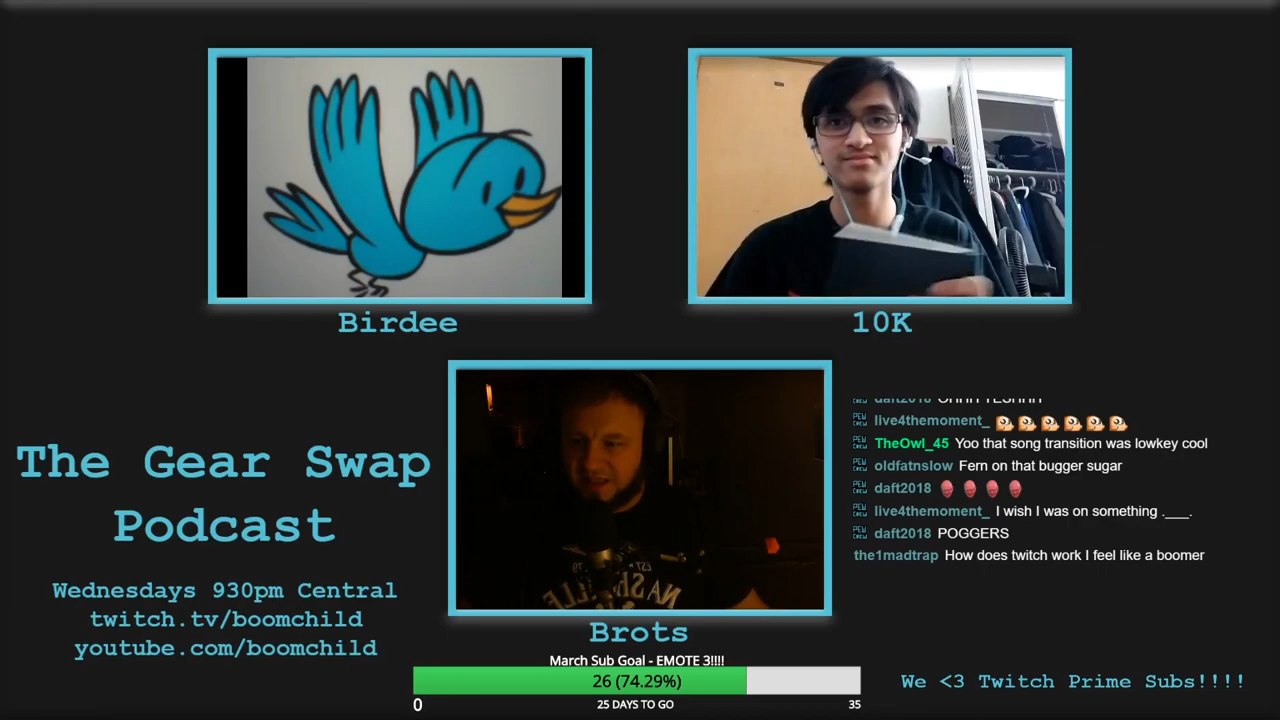 Birdee
10K
The Gear Swap
Podcast
Wednesdays 930pm Central
twitch.tv/boomchild
youtube.com/boomchild
NASHVILLE
Brots
daft2018
live4themoment_
TheOwl_45 Yoo that song transition was lowkey cool
oldfatnslow Fern on that bugger sugar
daft2018
live4themoment_ I wish I was on something .___.
daft2018 POGGERS
the1madtrap How does twitch work I feel like a boomer
March Sub Goal - EMOTE 3!!!!
26 (74.29%)
0
25 DAYS TO GO
35
We <3 Twitch Prime Subs!!!!